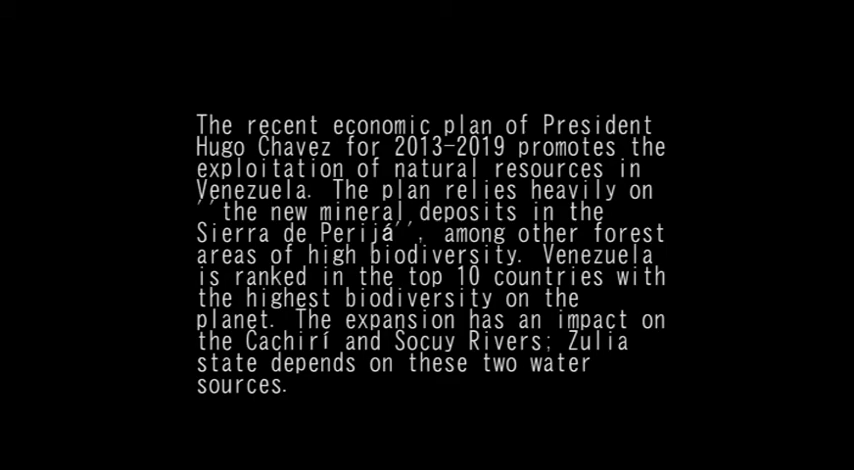 The recent economic plan of President
Hugo Chavez for 2013-2019 promotes the
exploitation of natural resources in
Venezuela. The plan relies heavily on
''the new mineral deposits in the
Sierra de Perijá'', among other forest
areas of high biodiversity. Venezuela
is ranked in the top 10 countries with
the highest biodiversity on the
planet. The expansion has an impact on
the Cachirí and Socuy Rivers; Zulia
state depends on these two water
sources.